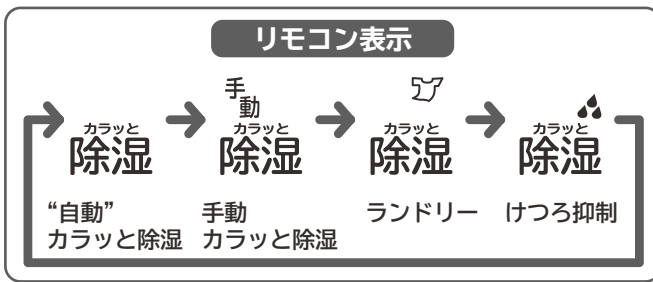 リモコン表示
カラッと
除湿
手動
カラッと
除湿
カラッと
除湿
カラッと
除湿
“自動”
カラッと除湿
手動
カラッと除湿
ランドリー
けつろ抑制